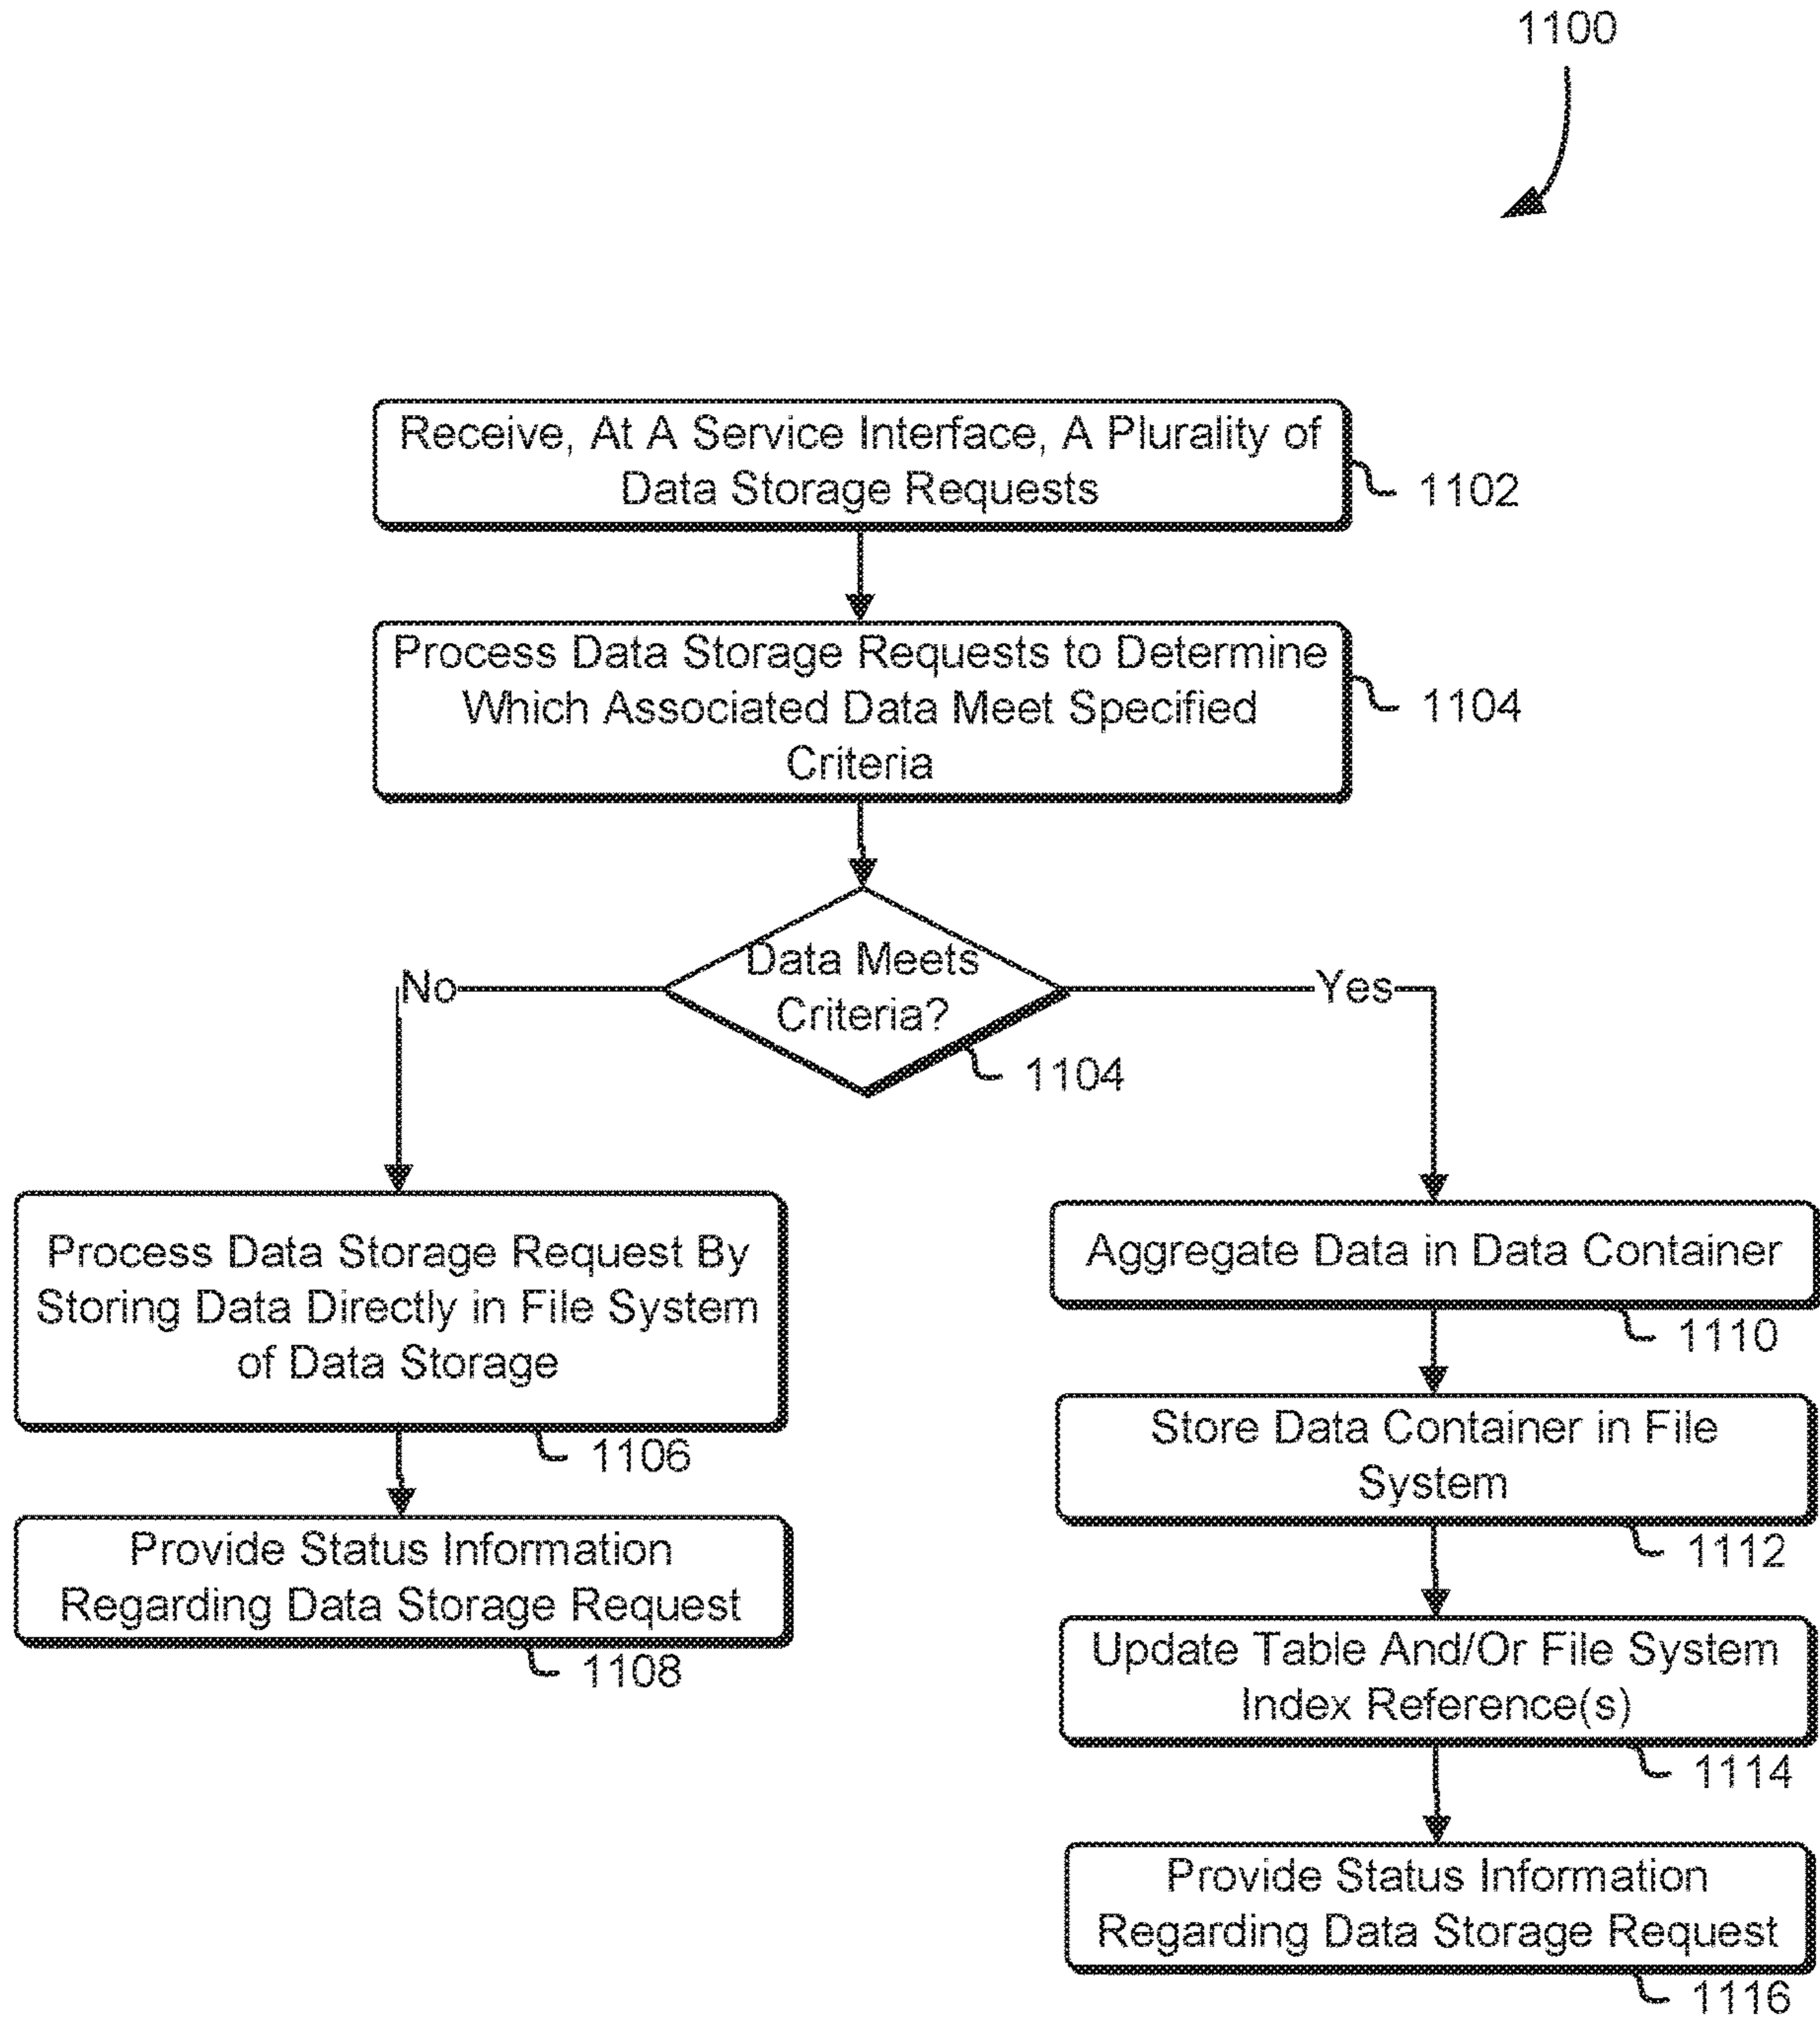 1100
Receive, At A Service Interface, A Plurality of
Data Storage Requests
1102
Process Data Storage Requests to Determine
Which Associated Data Meet Specified
Criteria
1104
Data Meets
Criteria?
1104
No
Yes
Process Data Storage Request By
Storing Data Directly in File System
of Data Storage
1106
Provide Status Information
Regarding Data Storage Request
1108
Aggregate Data in Data Container
1110
Store Data Container in File
System
1112
Update Table And/Or File System
Index Reference(s)
1114
Provide Status Information
Regarding Data Storage Request
1116